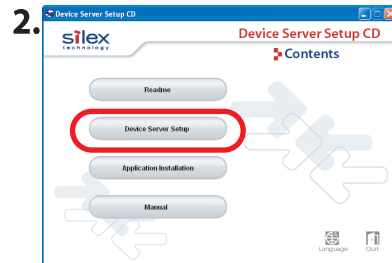 2.
Device Server Setup CD
silex
technology
Device Server Setup CD
Contents
Readme
Device Server Setup
Application Installation
Manual
Language
Quit